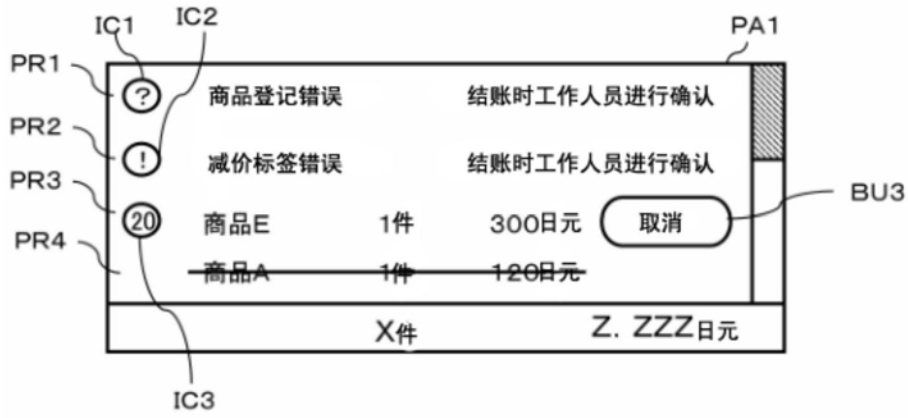 IC1 IC2 PA1
PR1 ? 商品登记错误 结账时工作人员进行确认
PR2 ! 减价标签错误 结账时工作人员进行确认
PR3 20 商品E 1件 300日元 取消 BU3
PR4 商品A 1件 120日元
X件 Z. ZZZ日元
IC3